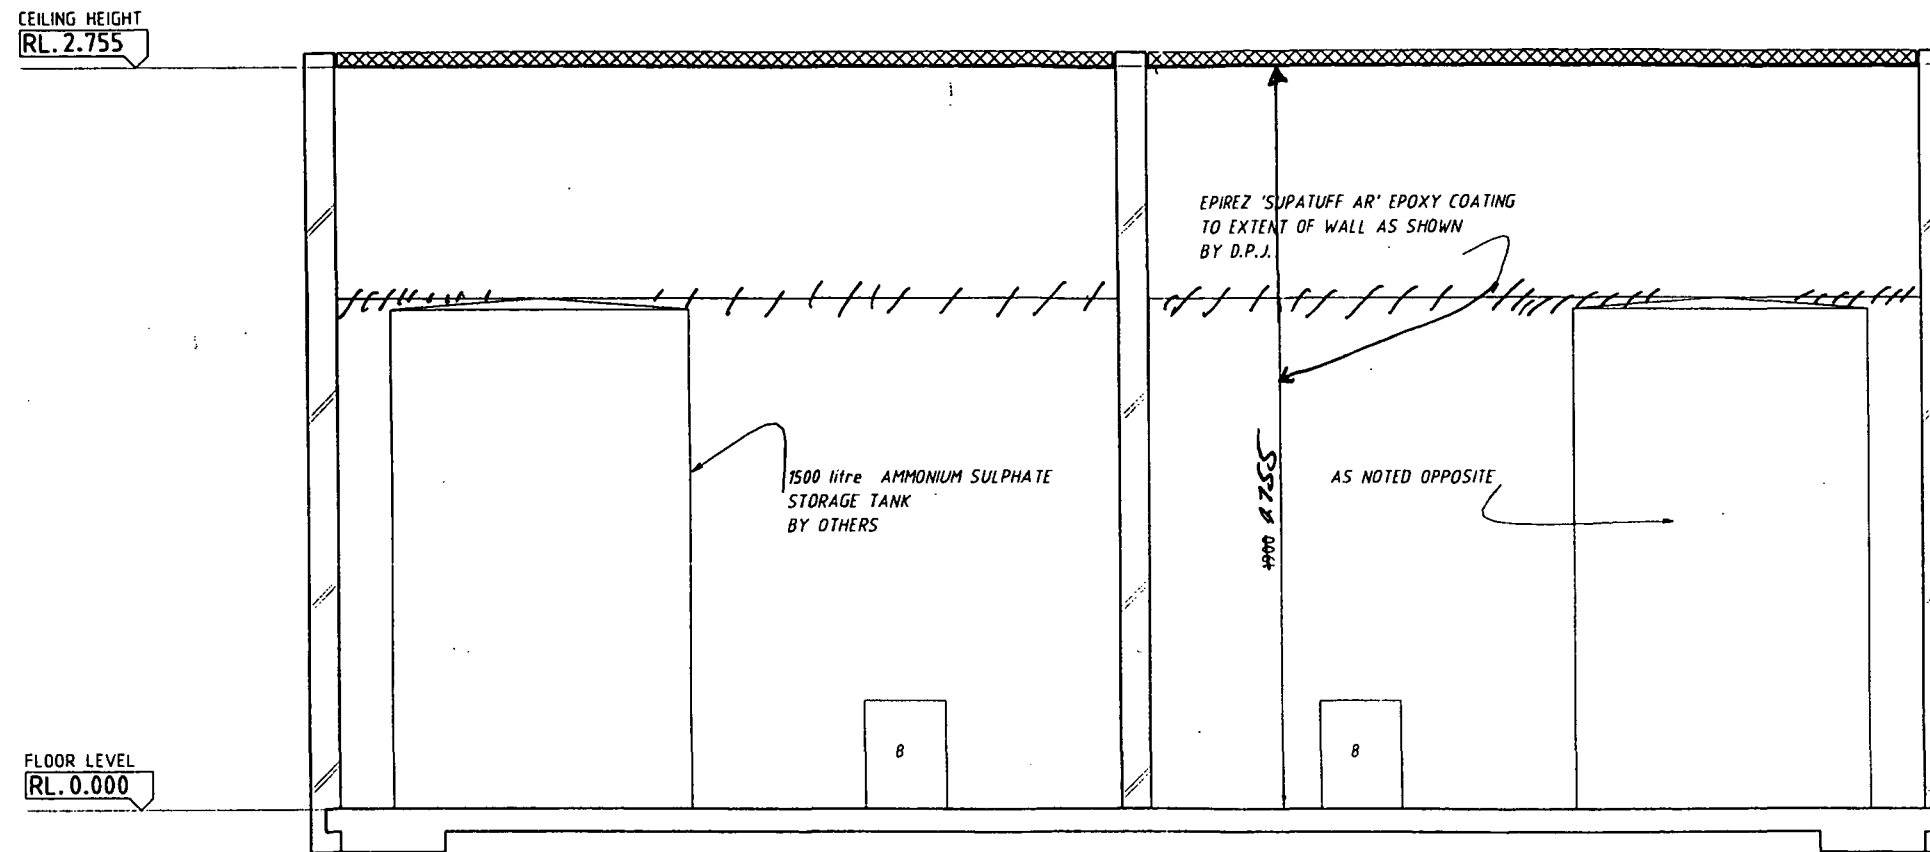 CEILING HEIGHT
RL. 2.755
EPIREZ 'SUPATUFF AR' EPOXY COATING
TO EXTENT OF WALL AS SHOWN
BY D.P.J.
1500 litre AMMONIUM SULPHATE
STORAGE TANK
BY OTHERS
AS NOTED OPPOSITE
1900 2755
B
B
FLOOR LEVEL
RL. 0.000